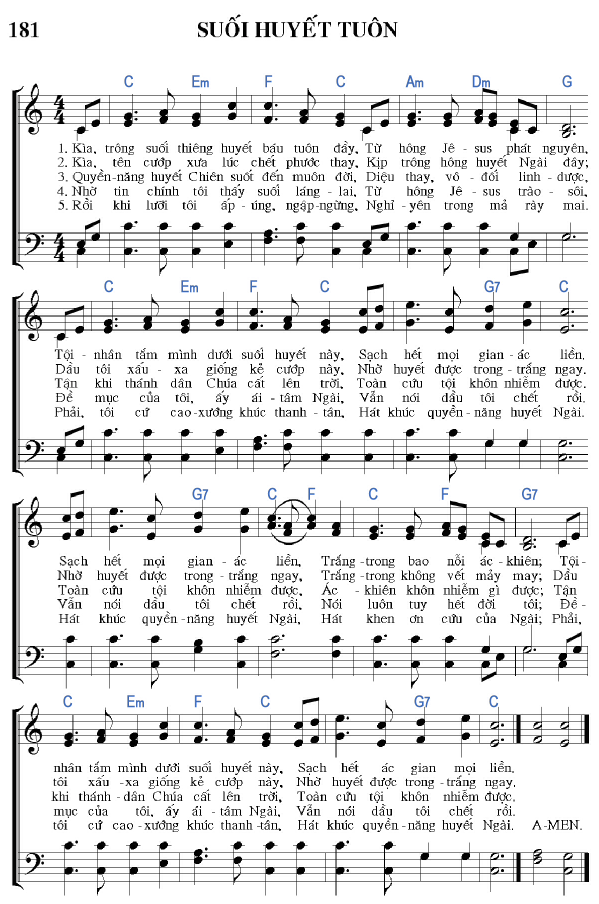 181 SUỐI HUYẾT TUÔN
C Em F C Am Dm G
1. Kìa, trông suối thiêng huyết báu tuôn đầy, Từ hông Jê-sus phát nguyên,
2. Kìa, tên cướp xưa lúc chết phước thay, Kịp trông hông huyết Ngài đây;
3. Quyền-năng huyết Chiên suốt đến muôn đời, Diệu thay, vô-đối linh-dược,
4. Nhờ tin chính tôi thấy suối láng-lai, Từ hông Jê-sus trào-sôi,
5. Rồi khi lưỡi tôi ấp-úng, ngập-ngừng, Nghỉ-yên trong mả rày mai.
C Em F C G7 C
Tội-nhân tắm mình dưới suối huyết này, Sạch hết mọi gian-ác liền.
Dầu tôi xấu-xa giống kẻ cướp này, Nhờ huyết được trong-trắng ngay.
Tận khi thánh dân Chúa cất lên trời, Toàn cứu tội khôn nhiễm được.
Đề mục của tôi, ấy ái-tâm Ngài, Vẫn nói dầu tôi chết rồi.
Phải, tôi cứ cao-xướng khúc thanh-tân, Hát khúc quyền-năng huyết Ngài.
G7 C F C F G7
Sạch hết mọi gian-ác liền, Trắng-trong bao nỗi ác-khiên; Tội-
Nhờ huyết được trong-trắng ngay, Trắng-trong không vết mảy may; Dầu
Toàn cứu tội khôn nhiễm được, Ác-khiên khôn nhiễm gì được; Tận
Vẫn nói dầu tôi chết rồi, Nói luôn tuy hết đời tôi; Đề-
Hát khúc quyền-năng huyết Ngài, Hát khen ơn cứu của Ngài; Phải,
C Em F C G7 C
nhân tắm mình dưới suối huyết này, Sạch hết ác gian mọi liền.
tôi xấu-xa giống kẻ cướp này, Nhờ huyết được trong-trắng ngay.
khi thánh-dân Chúa cất lên trời, Toàn cứu tội khôn nhiễm được.
mục của tôi, ấy ái-tâm Ngài, Vẫn nói dầu tôi chết rồi.
tôi cứ cao-xướng khúc thanh-tân, Hát khúc quyền-năng huyết Ngài. A-MEN.